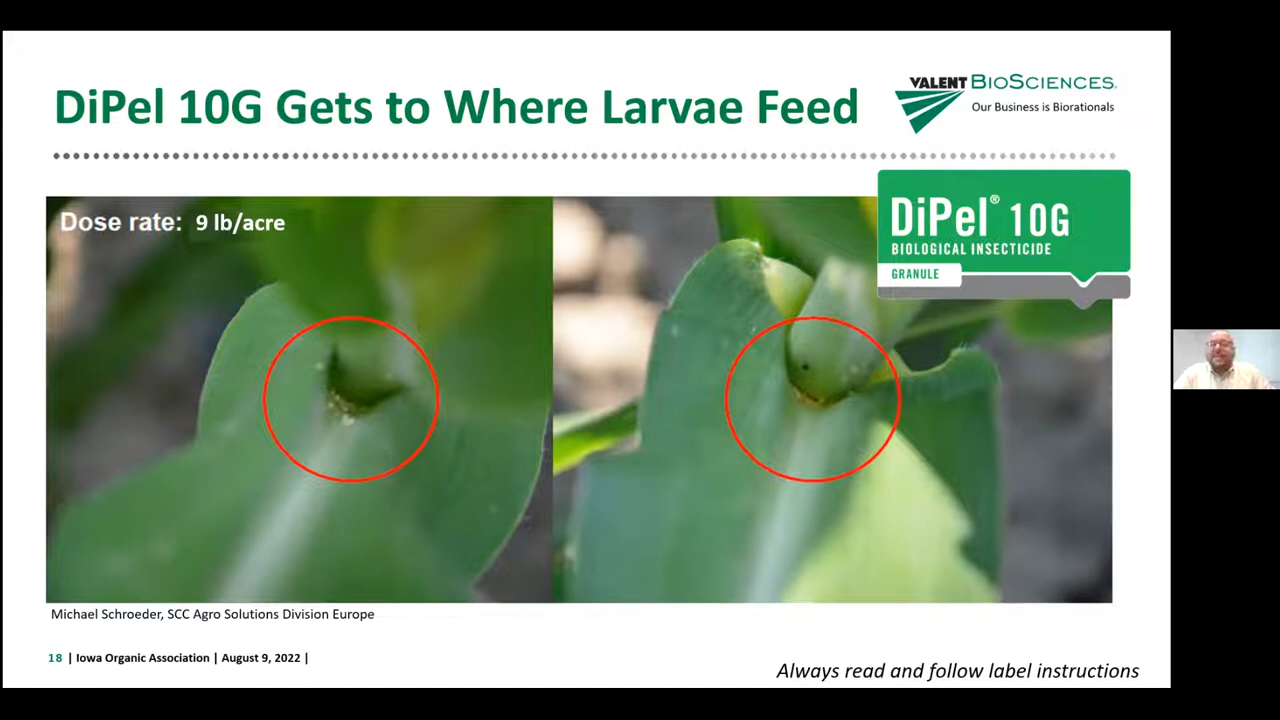 DiPel 10G Gets to Where Larvae Feed
VALENT BIOSCIENCES®
Our Business is Biorationals
Dose rate: 9 lb/acre
DiPel® 10G
BIOLOGICAL INSECTICIDE
GRANULE
Michael Schroeder, SCC Agro Solutions Division Europe
18 | Iowa Organic Association | August 9, 2022 |
Always read and follow label instructions